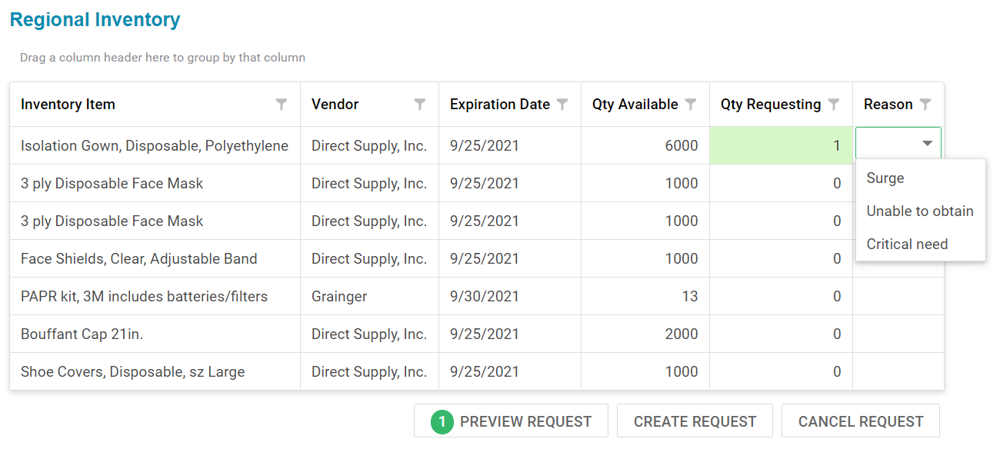 Regional Inventory
Drag a column header here to group by that column
Inventory Item Vendor Expiration Date Qty Available Qty Requesting Reason
Isolation Gown, Disposable, Polyethylene Direct Supply, Inc. 9/25/2021 6000 1
3 ply Disposable Face Mask Direct Supply, Inc. 9/25/2021 1000 0
3 ply Disposable Face Mask Direct Supply, Inc. 9/25/2021 1000 0
Face Shields, Clear, Adjustable Band Direct Supply, Inc. 9/25/2021 1000 0
PAPR kit, 3M includes batteries/filters Grainger 9/30/2021 13 0
Bouffant Cap 21in. Direct Supply, Inc. 9/25/2021 2000 0
Shoe Covers, Disposable, sz Large Direct Supply, Inc. 9/25/2021 1000 0
Surge
Unable to obtain
Critical need
1 PREVIEW REQUEST CREATE REQUEST CANCEL REQUEST